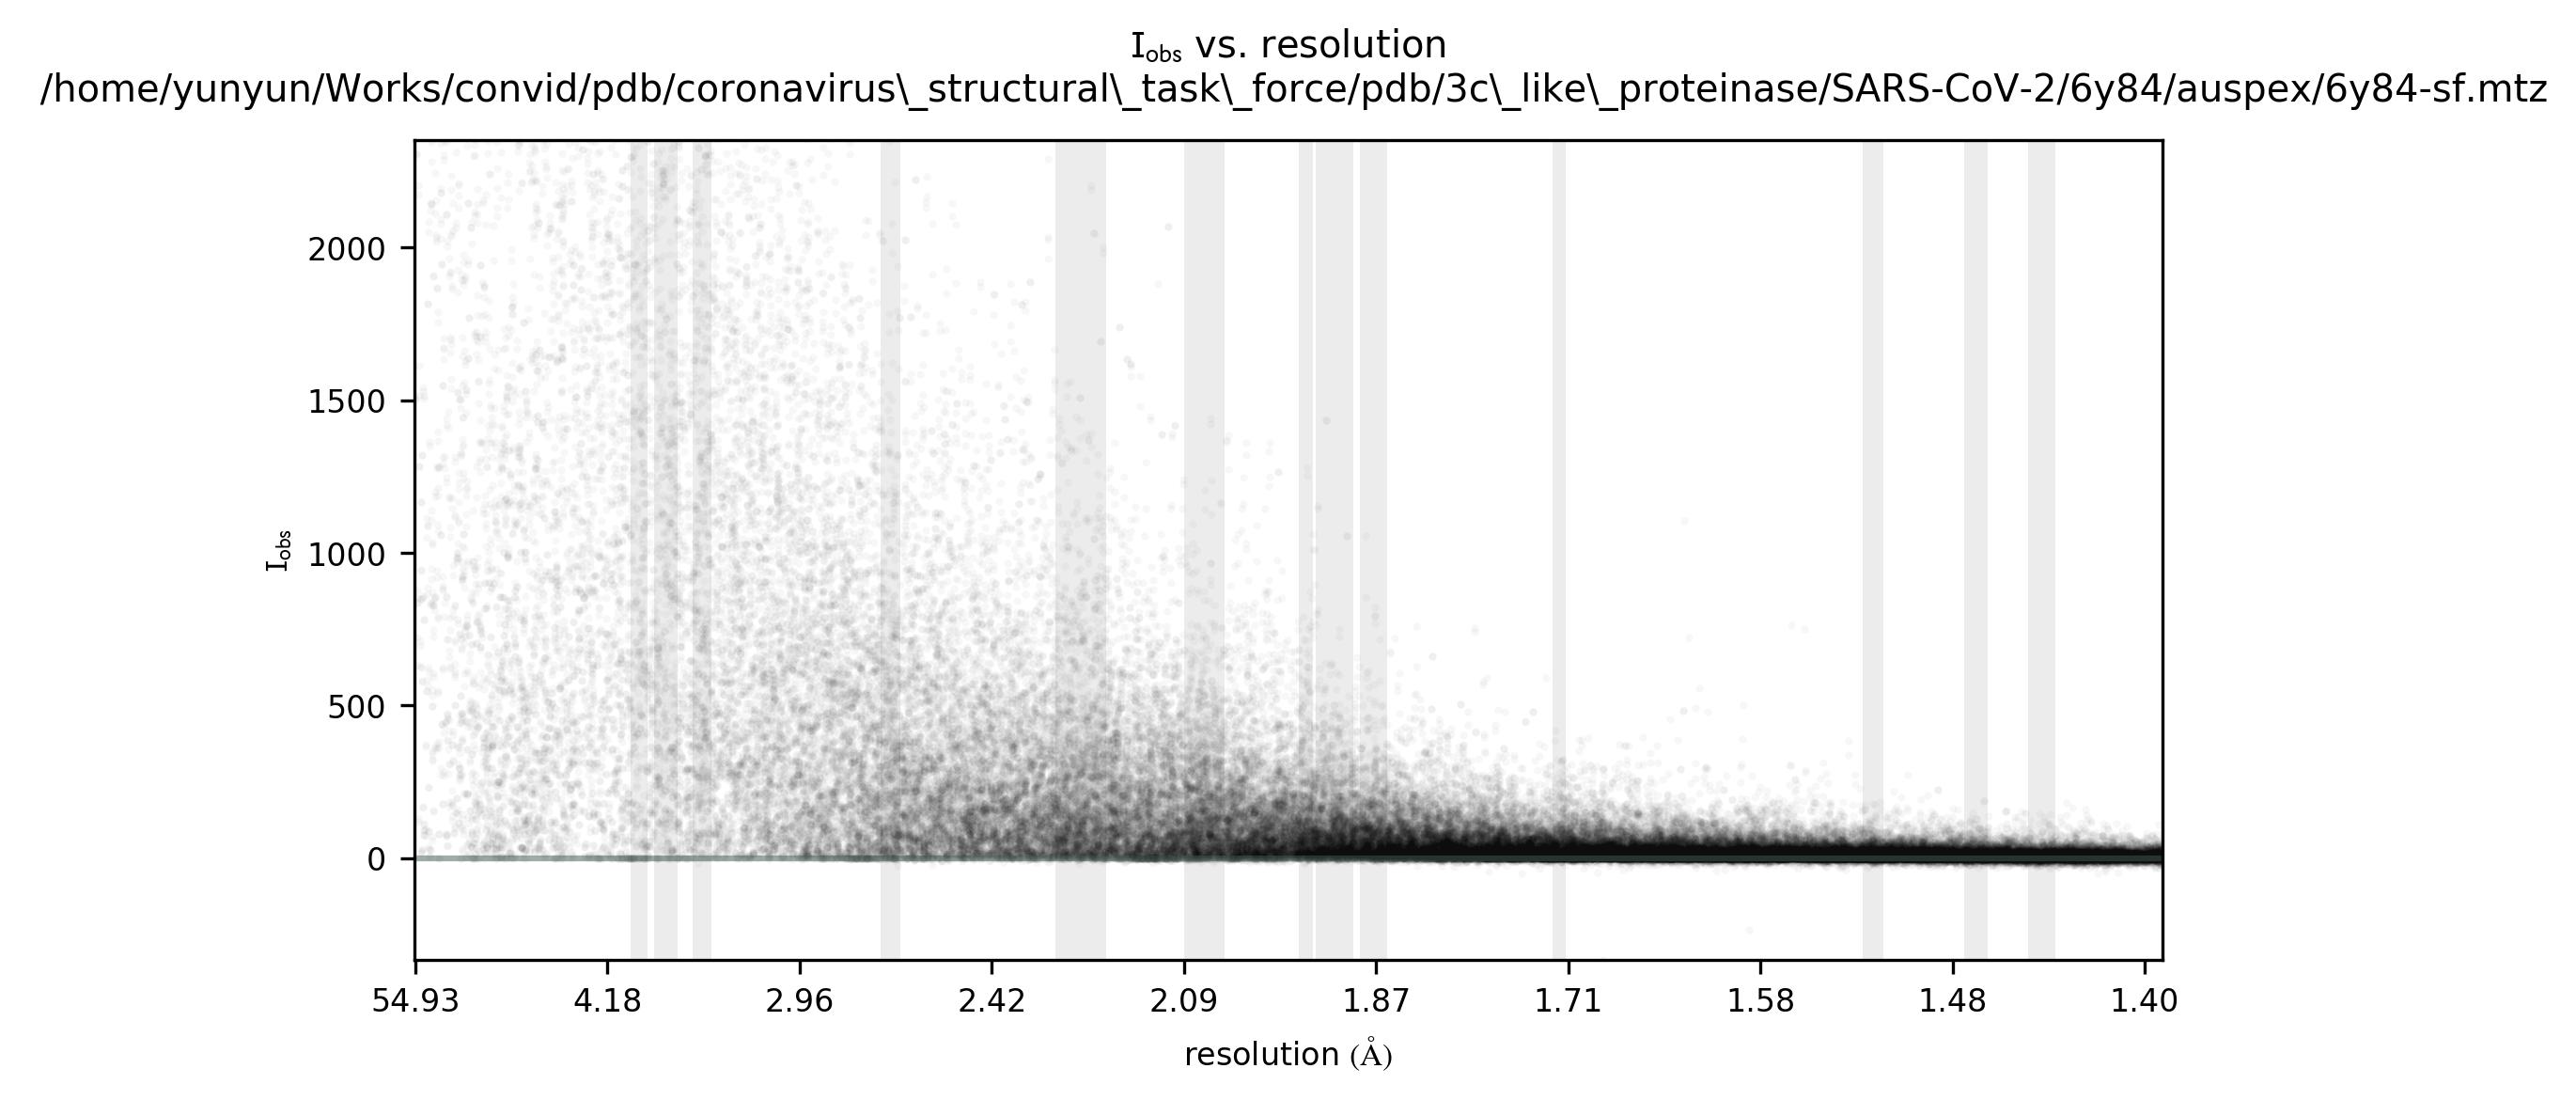 Iobs vs. resolution
/home/yunyun/Works/convid/pdb/coronavirus\_structural\_task\_force/pdb/3c\_like\_proteinase/SARS-CoV-2/6y84/auspex/6y84-sf.mtz
2000
1500
1000
500
0
Iobs
54.93 4.18 2.96 2.42 2.09 1.87 1.71 1.58 1.48 1.40
resolution (Å)